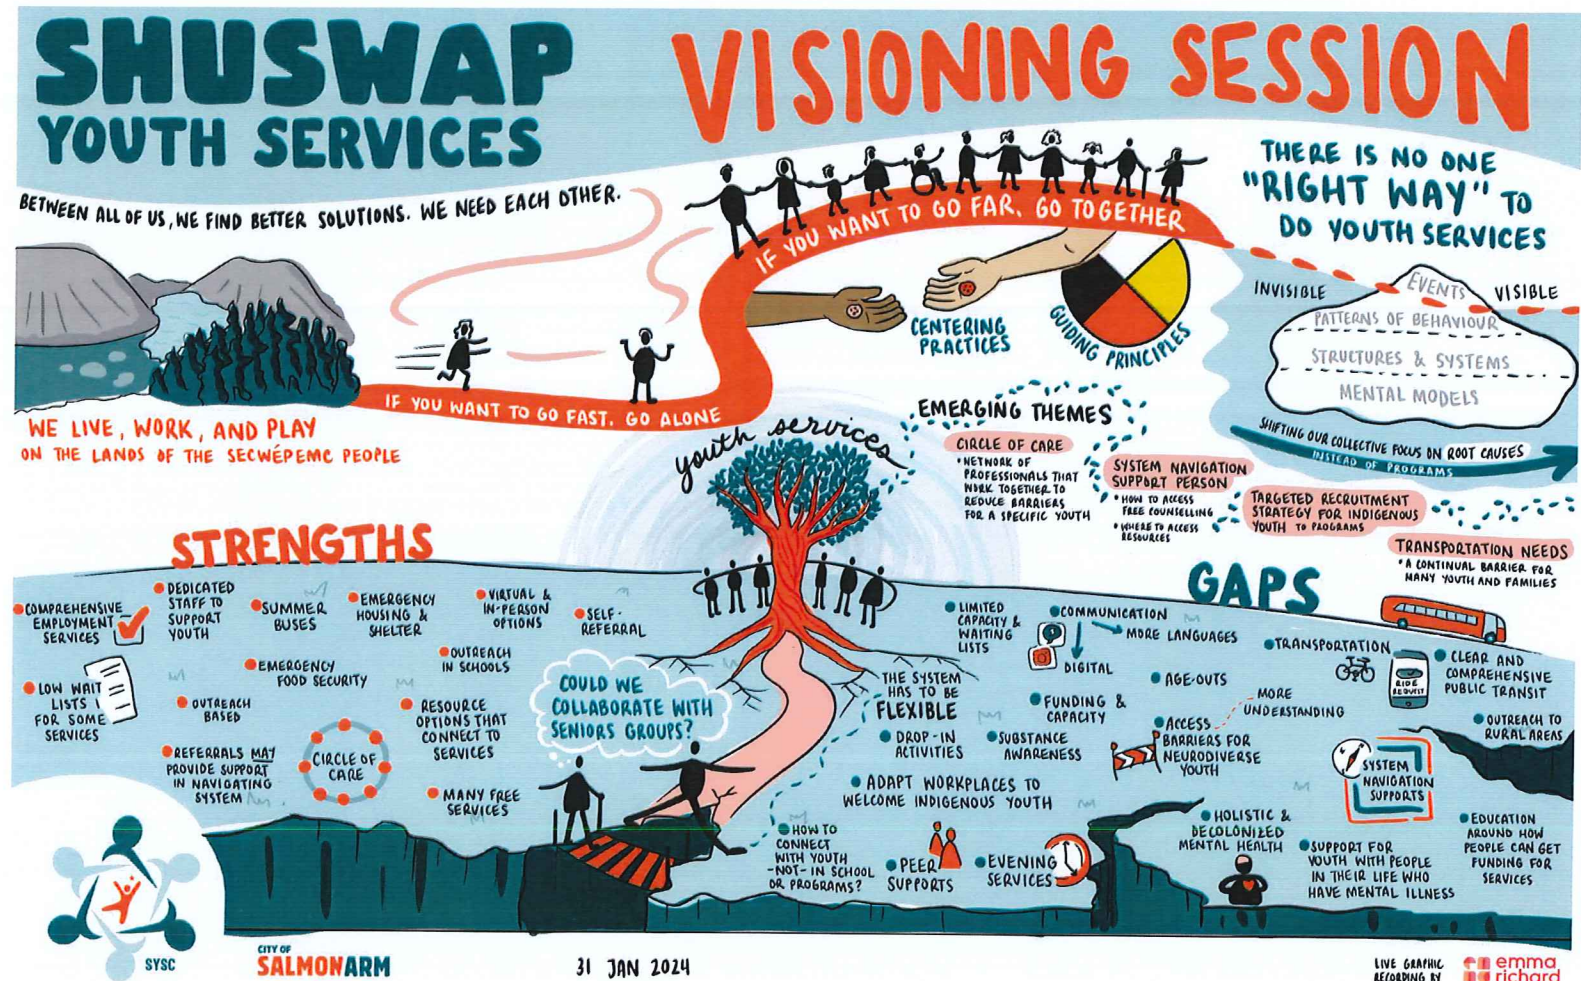 SHUSWAP
YOUTH SERVICES
VISIONING SESSION
BETWEEN ALL OF US, WE FIND BETTER SOLUTIONS. WE NEED EACH OTHER.
IF YOU WANT TO GO FAR, GO TOGETHER
THERE IS NO ONE
"RIGHT WAY" TO
DO YOUTH SERVICES
CENTERING
PRACTICES
GUIDING PRINCIPLES
INVISIBLE
VISIBLE
EVENTS
PATTERNS OF BEHAVIOUR
STRUCTURES & SYSTEMS
MENTAL MODELS
SHIFTING OUR COLLECTIVE FOCUS ON ROOT CAUSES
INSTEAD OF PROGRAMS
IF YOU WANT TO GO FAST, GO ALONE
WE LIVE, WORK, AND PLAY
ON THE LANDS OF THE SECWÉPEMC PEOPLE
youth services
EMERGING THEMES
CIRCLE OF CARE
• NETWORK OF
PROFESSIONALS THAT
WORK TOGETHER TO
REDUCE BARRIERS
FOR A SPECIFIC YOUTH
SYSTEM NAVIGATION
SUPPORT PERSON
• HOW TO ACCESS
FREE COUNSELLING
• WHERE TO ACCESS
RESOURCES
TARGETED RECRUITMENT
STRATEGY FOR INDIGENOUS
YOUTH TO PROGRAMS
TRANSPORTATION NEEDS
• A CONTINUAL BARRIER FOR
MANY YOUTH AND FAMILIES
STRENGTHS
• COMPREHENSIVE
EMPLOYMENT
SERVICES
• DEDICATED
STAFF TO
SUPPORT
YOUTH
• SUMMER
BUSES
• EMERGENCY
HOUSING &
SHELTER
• VIRTUAL &
IN-PERSON
OPTIONS
• SELF-
REFERRAL
• OUTREACH
IN SCHOOLS
• EMERGENCY
FOOD SECURITY
• LOW WAIT
LISTS
FOR SOME
SERVICES
• OUTREACH
BASED
• RESOURCE
OPTIONS THAT
CONNECT TO
SERVICES
• REFERRALS MAY
PROVIDE SUPPORT
IN NAVIGATING
SYSTEM
CIRCLE OF
CARE
• MANY FREE
SERVICES
COULD WE
COLLABORATE WITH
SENIORS GROUPS?
THE SYSTEM
HAS TO BE
FLEXIBLE
GAPS
• LIMITED
CAPACITY &
WAITING
LISTS
• COMMUNICATION
MORE LANGUAGES
DIGITAL
• TRANSPORTATION
RIDE
REQUEST
• CLEAR AND
COMPREHENSIVE
PUBLIC TRANSIT
• AGE-OUTS
• FUNDING &
CAPACITY
MORE
UNDERSTANDING
• ACCESS
BARRIERS FOR
NEURODIVERSE
YOUTH
• OUTREACH TO
RURAL AREAS
• DROP-IN
ACTIVITIES
• SUBSTANCE
AWARENESS
SYSTEM
NAVIGATION
SUPPORTS
• ADAPT WORKPLACES TO
WELCOME INDIGENOUS YOUTH
• HOW TO
CONNECT
WITH YOUTH
-NOT- IN SCHOOL
OR PROGRAMS?
• PEER
SUPPORTS
• EVENING
SERVICES
• HOLISTIC &
DECOLONIZED
MENTAL HEALTH
• SUPPORT FOR
YOUTH WITH PEOPLE
IN THEIR LIFE WHO
HAVE MENTAL ILLNESS
• EDUCATION
AROUND HOW
PEOPLE CAN GET
FUNDING FOR
SERVICES
SYSC
CITY OF
SALMONARM
31 JAN 2024
LIVE GRAPHIC
RECORDING BY
emma
richard